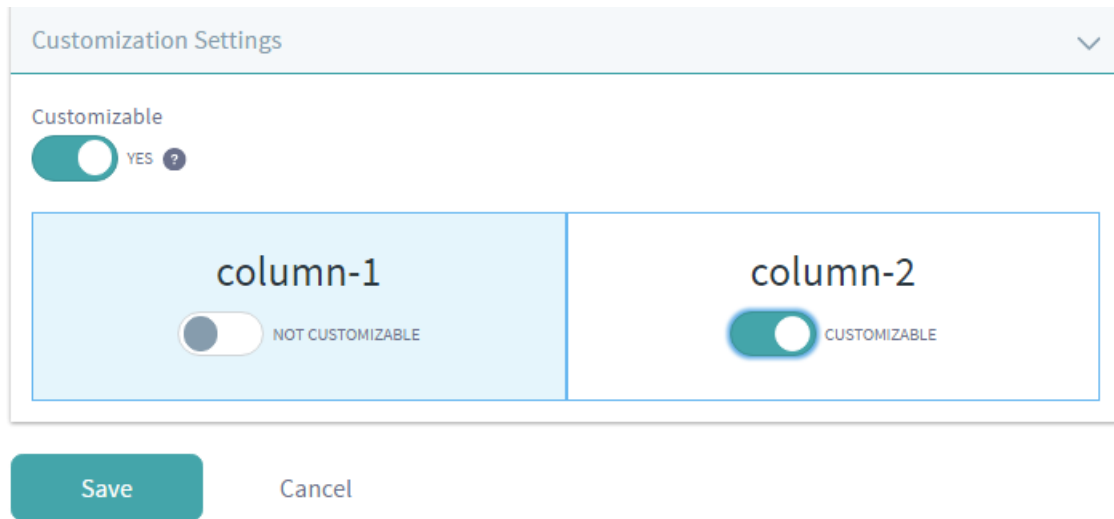 Customization Settings
Customizable
YES ?
column-1
NOT CUSTOMIZABLE
column-2
CUSTOMIZABLE
Save
Cancel